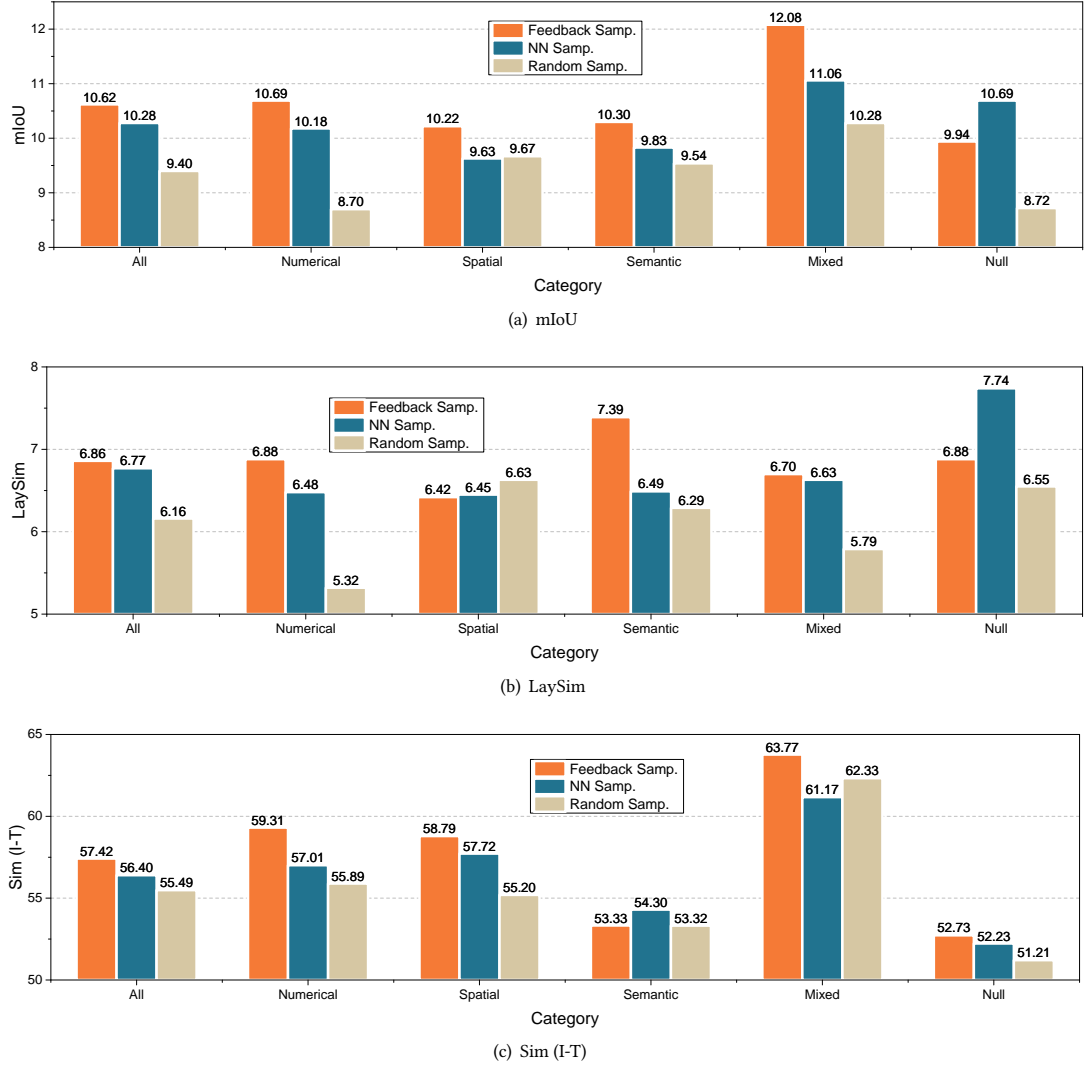 12
11
10
9
8
mIoU
Feedback Samp.
NN Samp.
Random Samp.
10.62
10.28
9.40
10.69
10.18
8.70
10.22
9.63
9.67
10.30
9.83
9.54
12.08
11.06
10.28
9.94
10.69
8.72
All
Numerical
Spatial
Semantic
Mixed
Null
Category
(a) mIoU
8
7
6
5
LaySim
Feedback Samp.
NN Samp.
Random Samp.
6.86
6.77
6.16
6.88
6.48
5.32
6.42
6.45
6.63
7.39
6.49
6.29
6.70
6.63
5.79
6.88
7.74
6.55
All
Numerical
Spatial
Semantic
Mixed
Null
Category
(b) LaySim
65
60
55
50
Sim (I-T)
Feedback Samp.
NN Samp.
Random Samp.
57.42
56.40
55.49
59.31
57.01
55.89
58.79
57.72
55.20
53.33
54.30
53.32
63.77
61.17
62.33
52.73
52.23
51.21
All
Numerical
Spatial
Semantic
Mixed
Null
Category
(c) Sim (I-T)